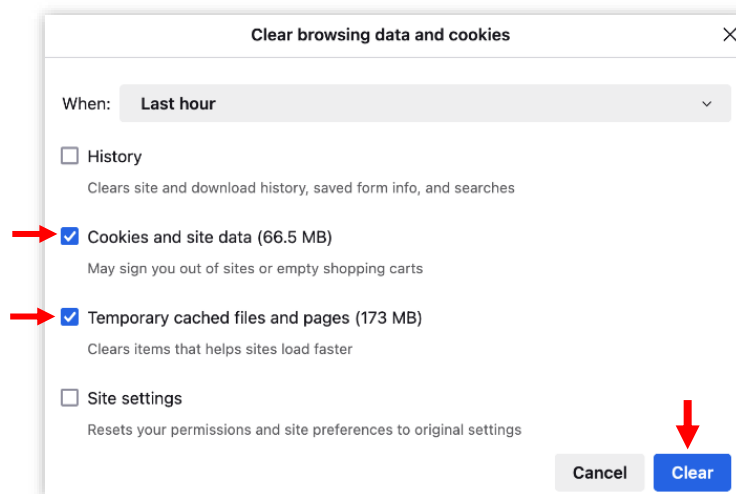 Clear browsing data and cookies
When: Last hour
History
Clears site and download history, saved form info, and searches
Cookies and site data (66.5 MB)
May sign you out of sites or empty shopping carts
Temporary cached files and pages (173 MB)
Clears items that helps sites load faster
Site settings
Resets your permissions and site preferences to original settings
Cancel Clear